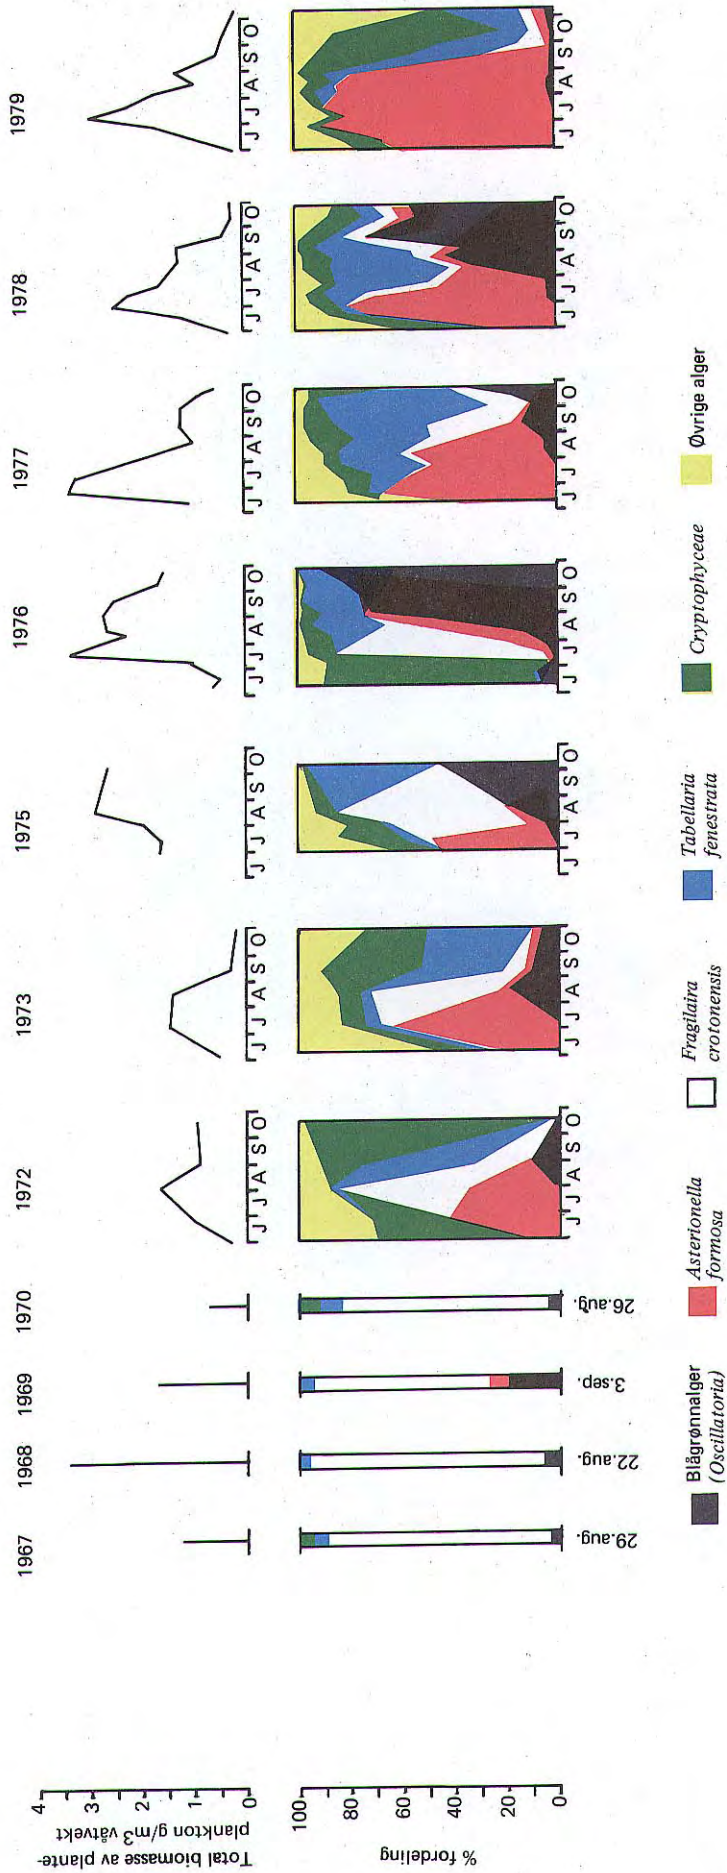 1967
1968
1969
1970
1972
1973
1975
1976
1977
1978
1979
Total biomasse av plante-
plankton g/m3 våtvekt
4
3
2
1
0
J J A S O
J J A S O
J J A S O
J J A S O
J J A S O
J J A S O
J J A S O
% fordeling
100
80
60
40
20
0
29.aug.
22.aug.
3.sep.
26.aug.
J J A S O
J J A S O
J J A S O
J J A S O
J J A S O
J J A S O
J J A S O
Blågrønnalger
(Oscillatoria)
Asterionella
formosa
Fragilaira
crotonensis
Tabellaria
fenestrata
Cryptophyceae
Øvrige alger